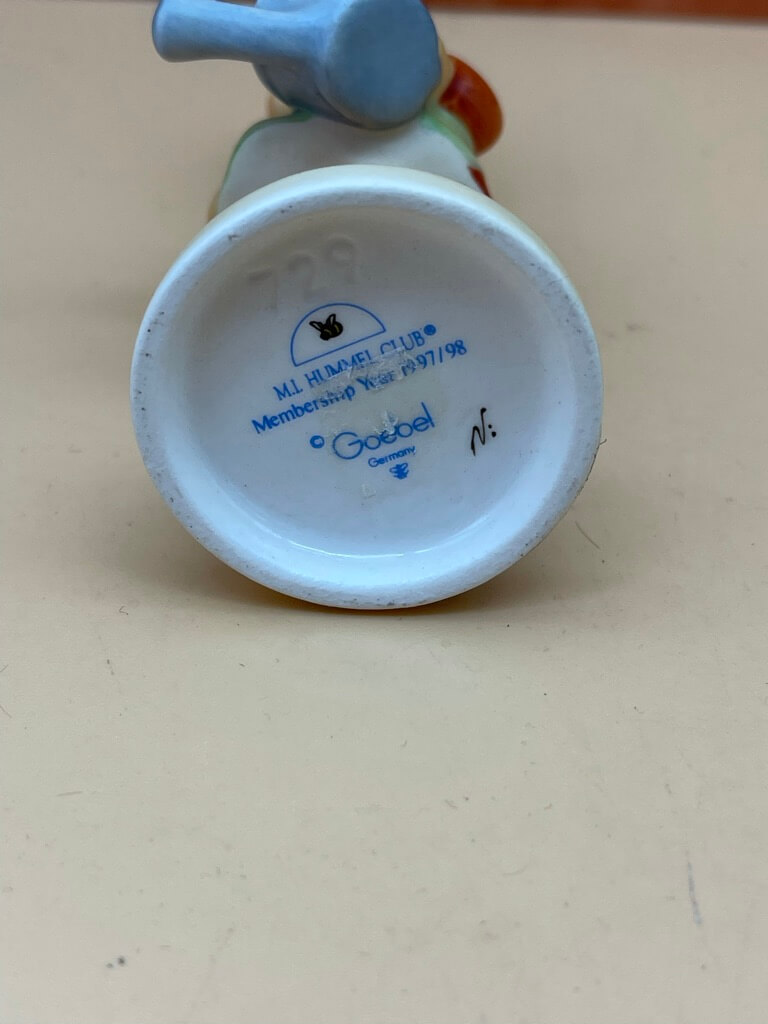 729
M.I. HUMMEL CLUB®
Membership Year 1997/98
© Goebel
Germany
N: